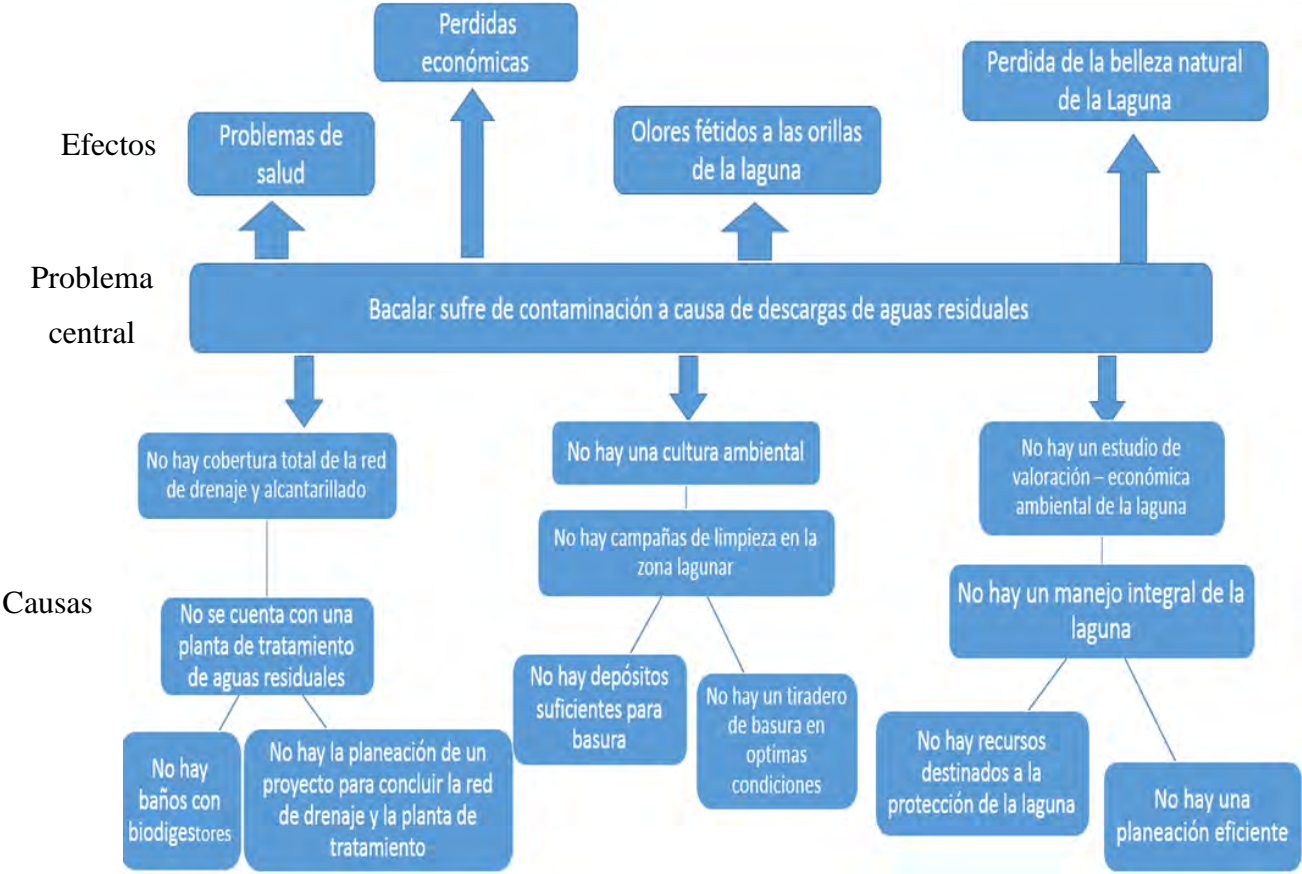 Perdidas
económicas
Perdida de la belleza natural
de la Laguna
Efectos
Problemas de
salud
Olores fétidos a las orillas
de la laguna
Problema
central
Bacalar sufre de contaminación a causa de descargas de aguas residuales
No hay cobertura total de la red
de drenaje y alcantarillado
No hay una cultura ambiental
No hay un estudio de
valoración – económica
ambiental de la laguna
No hay campañas de limpieza en la
zona lagunar
Causas
No se cuenta con una
planta de tratamiento
de aguas residuales
No hay un manejo integral de la
laguna
No hay depósitos
suficientes para
basura
No hay un tiradero
de basura en
optimas
condiciones
No hay
baños con
biodigestores
No hay la planeación de un
proyecto para concluir la red
de drenaje y la planta de
tratamiento
No hay recursos
destinados a la
protección de la laguna
No hay una
planeación eficiente